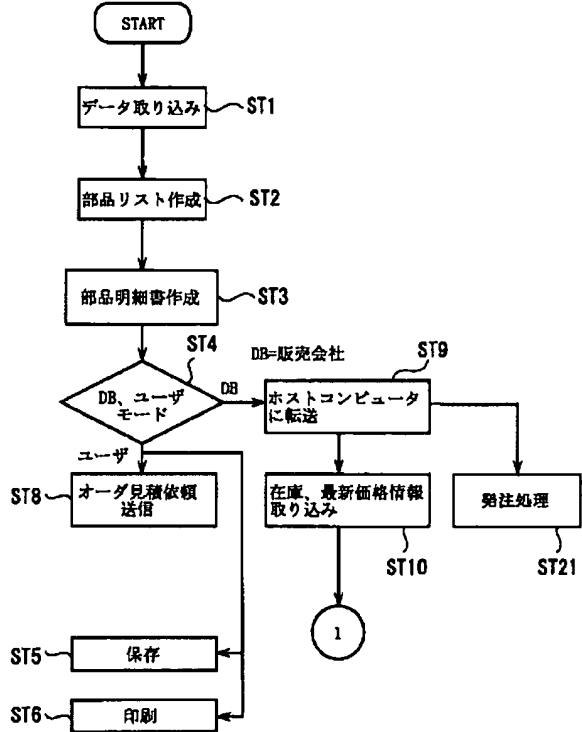 START
データ取り込み
ST1
部品リスト作成
ST2
部品明細書作成
ST3
ST4
DB=販売会社
ST9
DB、ユーザ
モード
DB
ホストコンピュータ
に転送
ユーザ
ST8
オーダ見積依頼
送信
在庫、最新価格情報
取り込み
発注処理
ST10
ST21
1
ST5
保存
ST6
印刷